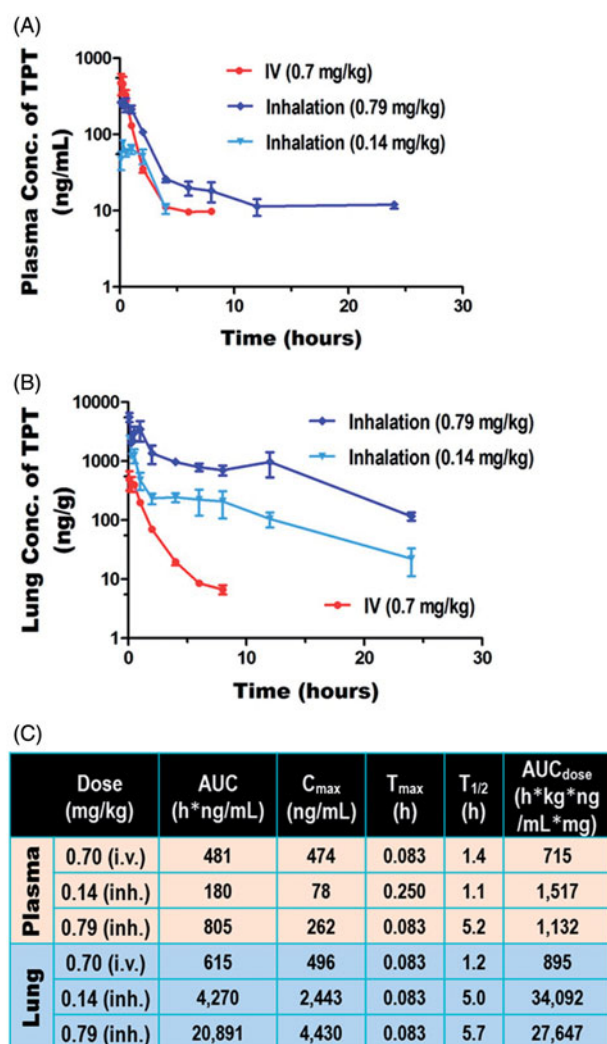 (A)
1000
100
10
1
0
10
20
30
Plasma Conc. of TPT
(ng/mL)
Time (hours)
IV (0.7 mg/kg)
Inhalation (0.79 mg/kg)
Inhalation (0.14 mg/kg)
(B)
10000
1000
100
10
1
0
10
20
30
Lung Conc. of TPT
(ng/g)
Time (hours)
Inhalation (0.79 mg/kg)
Inhalation (0.14 mg/kg)
IV (0.7 mg/kg)
(C)
Dose (mg/kg) AUC (h*ng/mL) Cmax (ng/mL) Tmax (h) T1/2 (h) AUCdose (h*kg*ng/mL*mg)
Plasma
0.70 (i.v.) 481 474 0.083 1.4 715
0.14 (inh.) 180 78 0.250 1.1 1,517
0.79 (inh.) 805 262 0.083 5.2 1,132
Lung
0.70 (i.v.) 615 496 0.083 1.2 895
0.14 (inh.) 4,270 2,443 0.083 5.0 34,092
0.79 (inh.) 20,891 4,430 0.083 5.7 27,647